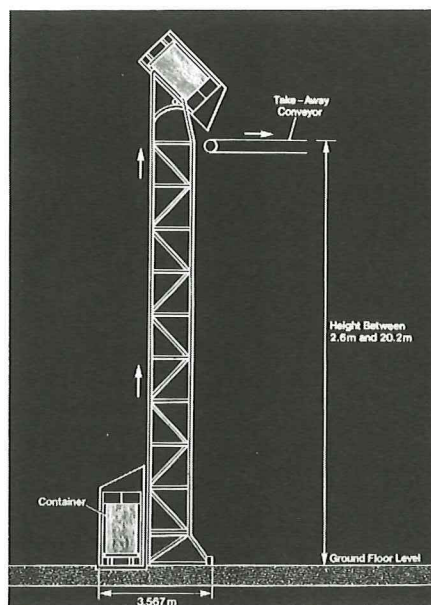 Take - Away
Conveyor
Height Between
2.6m and 20.2m
Container
Ground Floor Level
3.567m